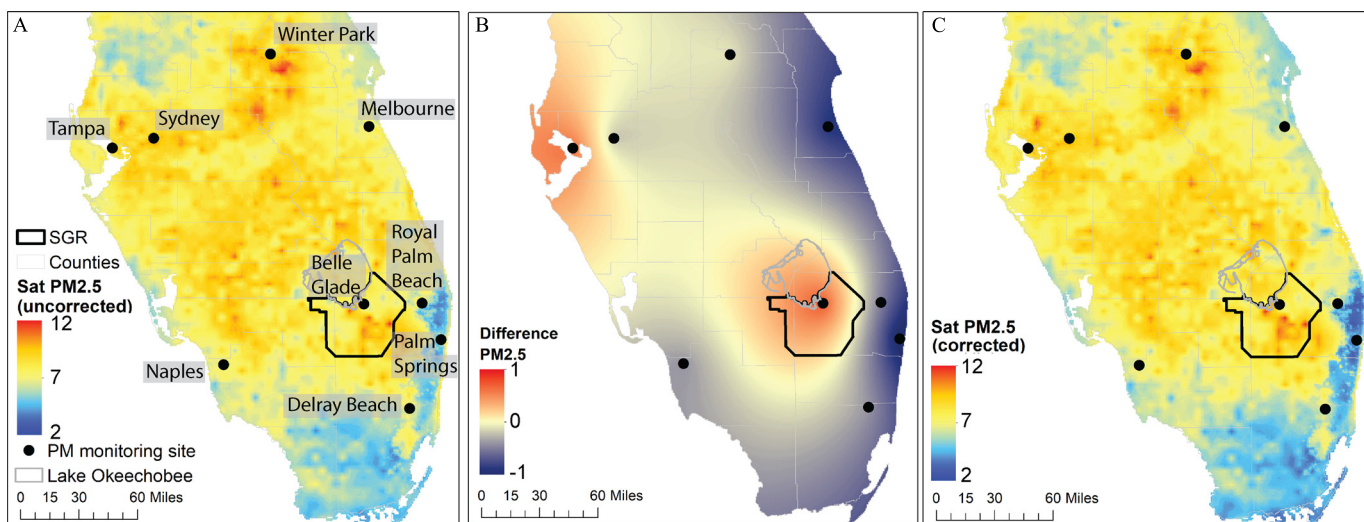 A
Winter Park
Melbourne
Sydney
Tampa
SGR
Counties
Sat PM2.5
(uncorrected)
12
7
2
Royal
Palm
Beach
Belle
Glade
Palm
Springs
Naples
Delray Beach
PM monitoring site
Lake Okeechobee
0 15 30 60 Miles
B
Difference
PM2.5
1
0
-1
0 15 30 60 Miles
C
Sat PM2.5
(corrected)
12
7
2
0 15 30 60 Miles